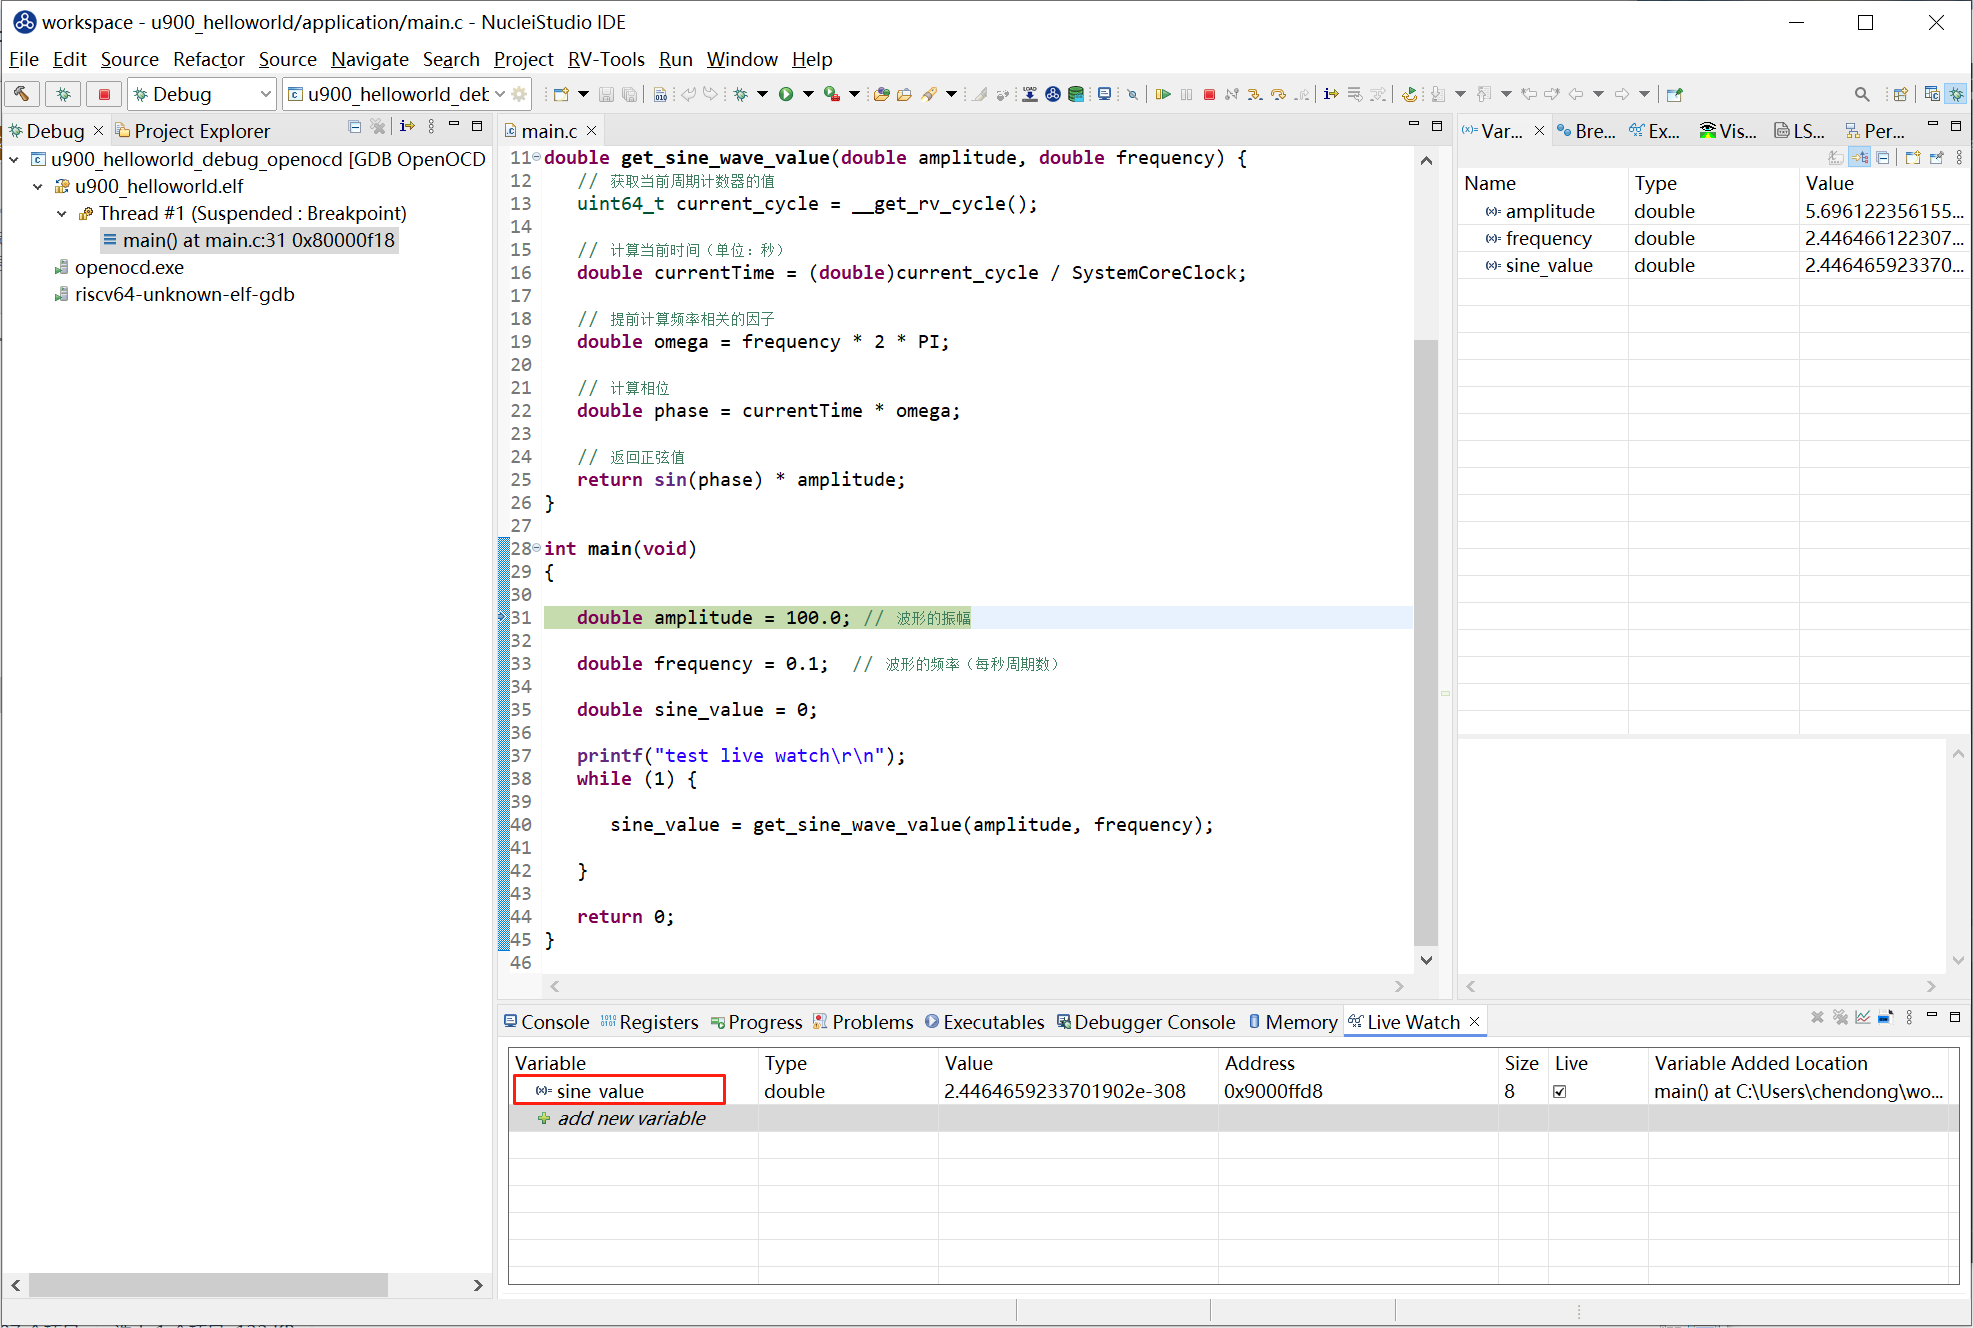 workspace - u900_helloworld/application/main.c - NucleiStudio IDE
File Edit Source Refactor Source Navigate Search Project RV-Tools Run Window Help
Debug u900_helloworld_deb
Debug Project Explorer
u900_helloworld_debug_openocd [GDB OpenOCD
u900_helloworld.elf
Thread #1 (Suspended : Breakpoint)
main() at main.c:31 0x80000f18
openocd.exe
riscv64-unknown-elf-gdb
main.c
11 double get_sine_wave_value(double amplitude, double frequency) {
12 // 获取当前周期计数器的值
13 uint64_t current_cycle = __get_rv_cycle();
14
15 // 计算当前时间（单位：秒）
16 double currentTime = (double)current_cycle / SystemCoreClock;
17
18 // 提前计算频率相关的因子
19 double omega = frequency * 2 * PI;
20
21 // 计算相位
22 double phase = currentTime * omega;
23
24 // 返回正弦值
25 return sin(phase) * amplitude;
26 }
27
28 int main(void)
29 {
30
31 double amplitude = 100.0; // 波形的振幅
32
33 double frequency = 0.1; // 波形的频率（每秒周期数）
34
35 double sine_value = 0;
36
37 printf("test live watch\r\n");
38 while (1) {
39
40 sine_value = get_sine_wave_value(amplitude, frequency);
41
42 }
43
44 return 0;
45 }
46
Var... Bre... Ex... Vis... LS... Per...
Name Type Value
amplitude double 5.696122356155...
frequency double 2.446466122307...
sine_value double 2.446465923370...
Console Registers Progress Problems Executables Debugger Console Memory Live Watch
Variable Type Value Address Size Live Variable Added Location
sine_value double 2.4464659233701902e-308 0x9000ffd8 8 main() at C:\Users\chendong\wo...
add new variable